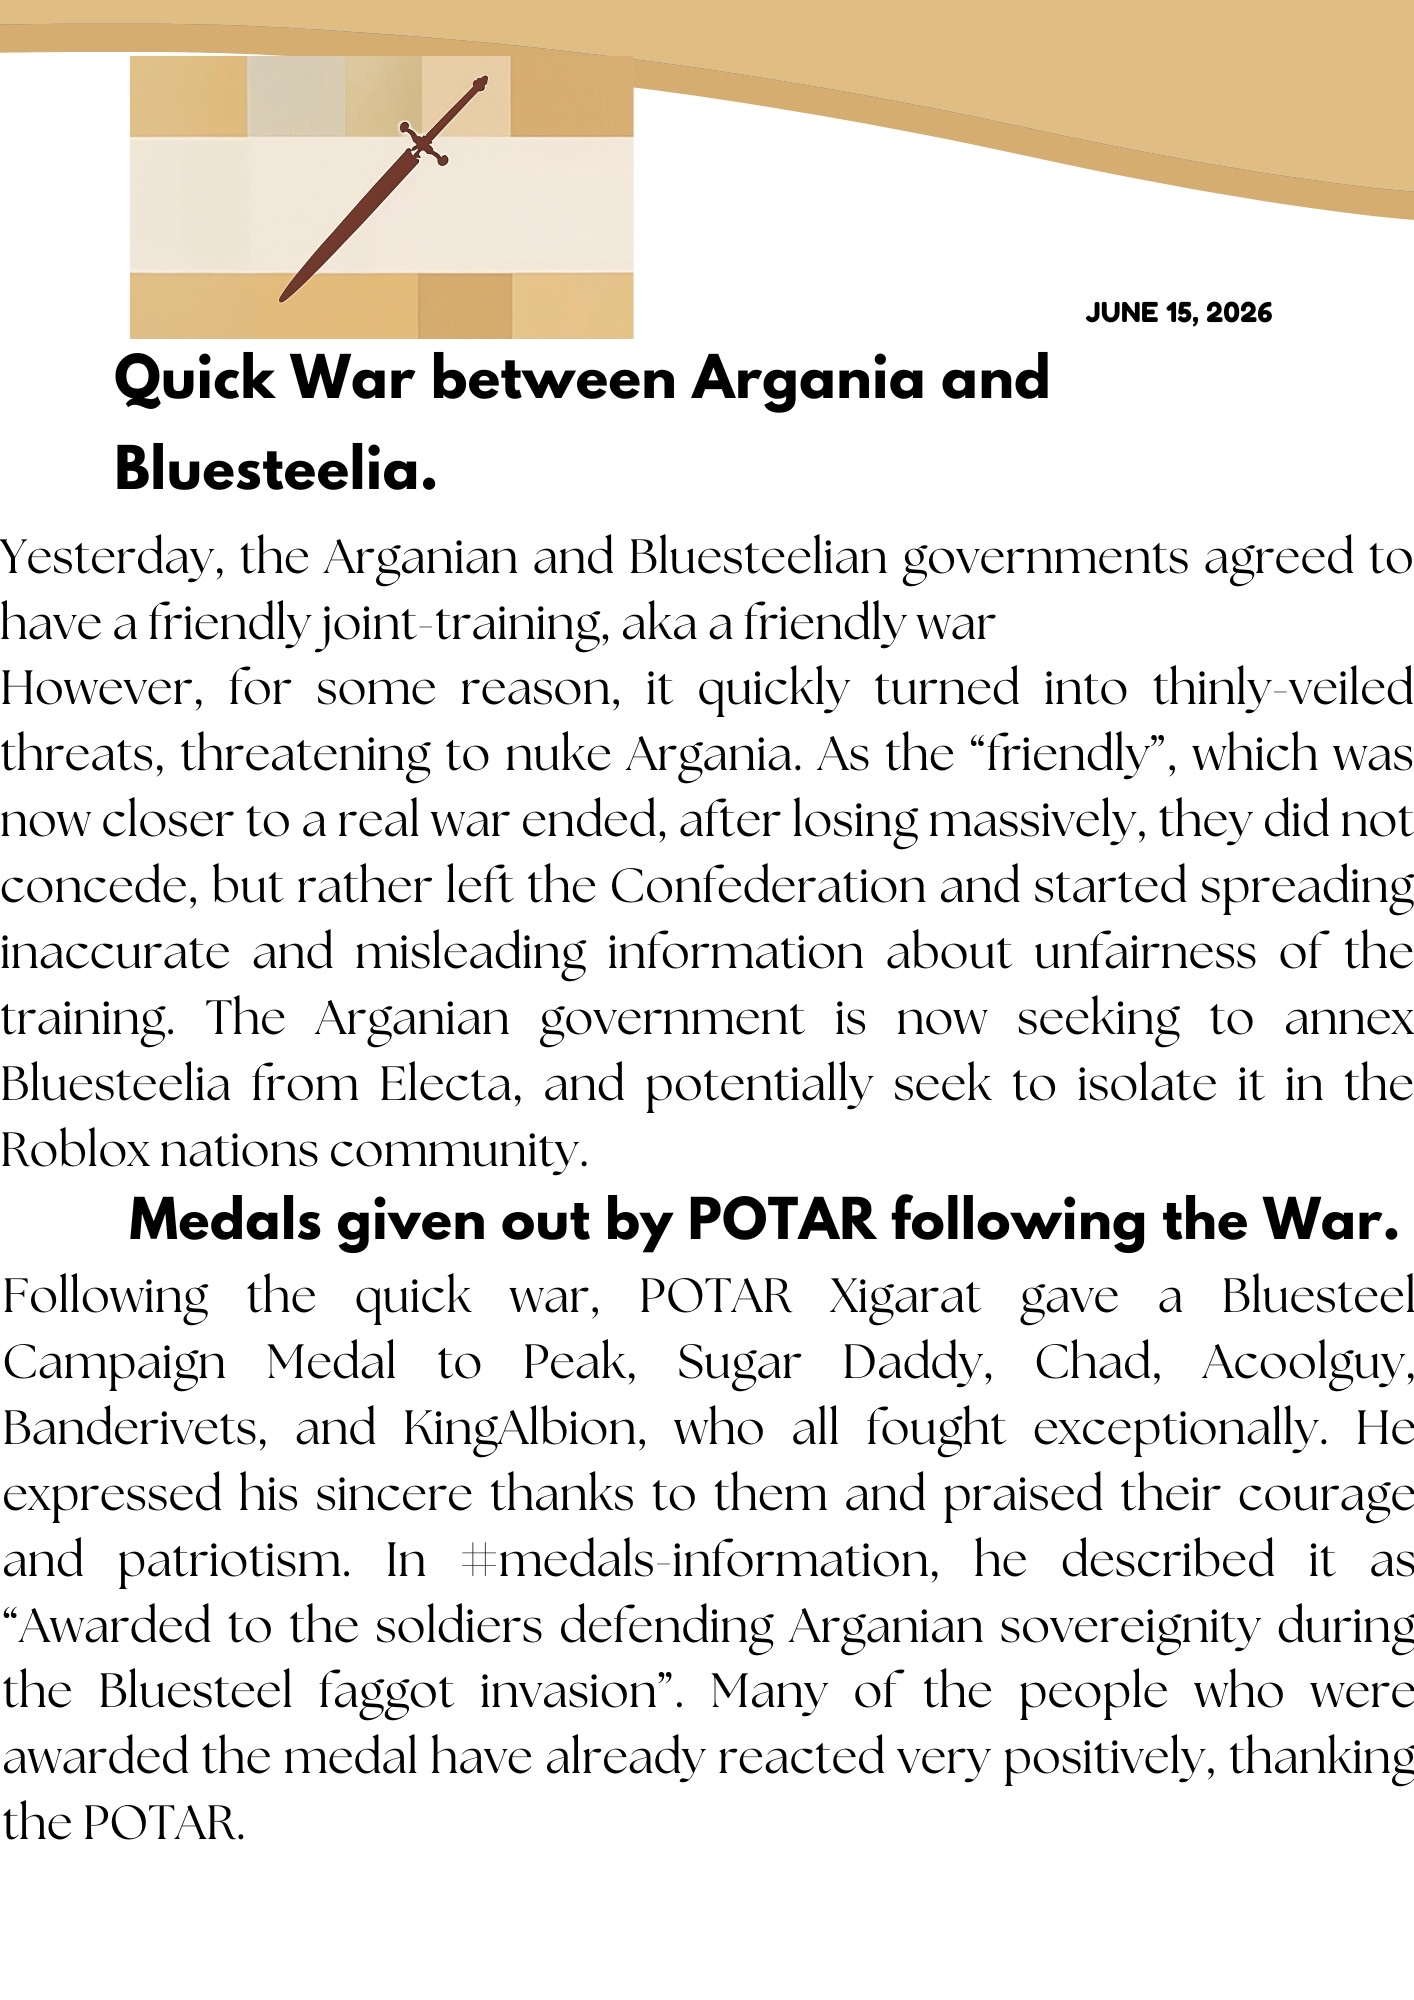 JUNE 15, 2026
Quick War between Argania and
Bluesteelia.
Yesterday, the Arganian and Bluesteelian governments agreed to
have a friendly joint-training, aka a friendly war
However, for some reason, it quickly turned into thinly-veiled
threats, threatening to nuke Argania. As the “friendly”, which was
now closer to a real war ended, after losing massively, they did not
concede, but rather left the Confederation and started spreading
inaccurate and misleading information about unfairness of the
training. The Arganian government is now seeking to annex
Bluesteelia from Electa, and potentially seek to isolate it in the
Roblox nations community.
Medals given out by POTAR following the War.
Following the quick war, POTAR Xigarat gave a Bluesteel
Campaign Medal to Peak, Sugar Daddy, Chad, Acoolguy,
Banderivets, and KingAlbion, who all fought exceptionally. He
expressed his sincere thanks to them and praised their courage
and patriotism. In #medals-information, he described it as
“Awarded to the soldiers defending Arganian sovereignity during
the Bluesteel faggot invasion”. Many of the people who were
awarded the medal have already reacted very positively, thanking
the POTAR.